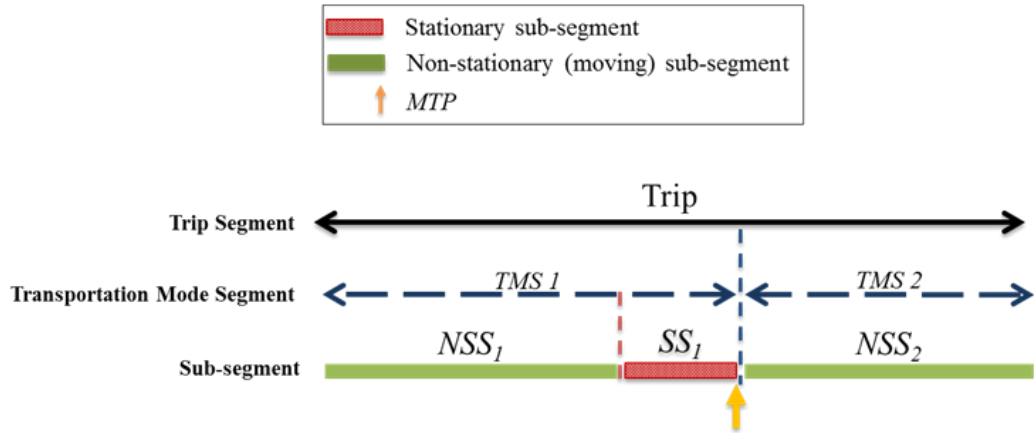 Stationary sub-segment
Non-stationary (moving) sub-segment
MTP
Trip
Trip Segment
TMS 1
TMS 2
Transportation Mode Segment
NSS1
SS1
NSS2
Sub-segment